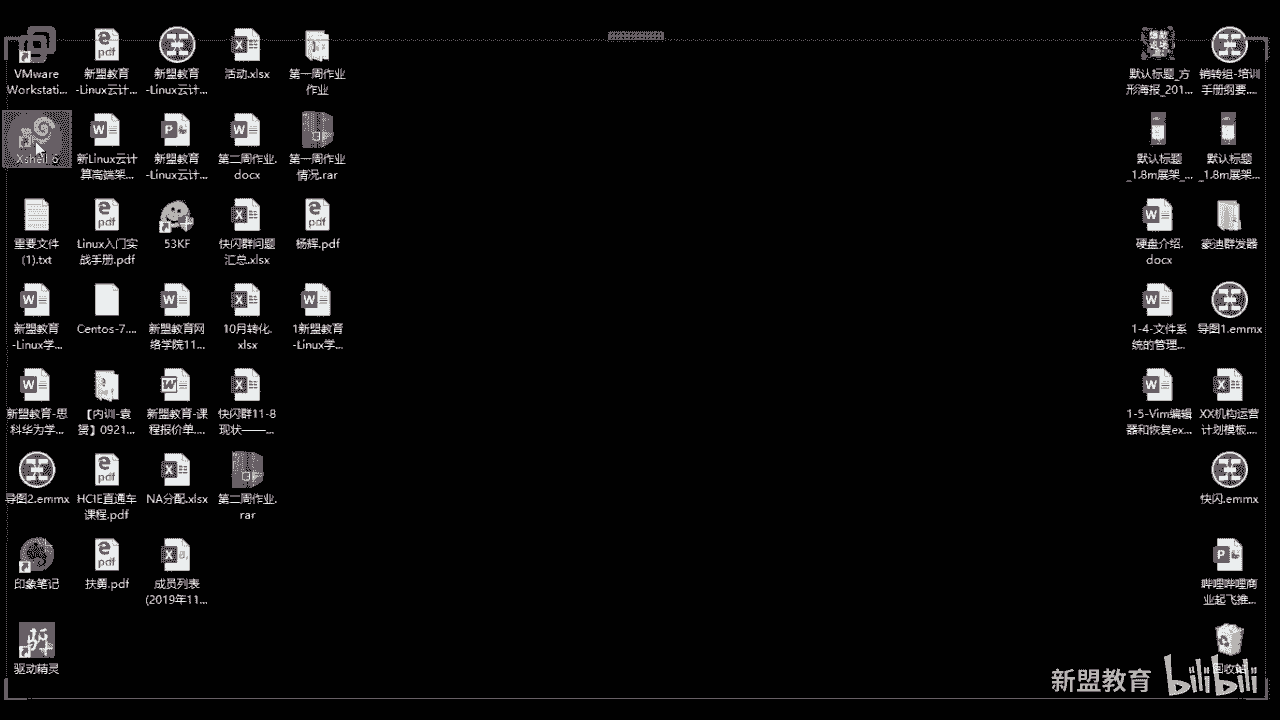 VMware
Workstati...
新盟教育
-Linux云计...
新盟教育
-Linux云计...
活动.xlsx
第一周作业
作业
默认标题_方
形海报_201...
销转组-培训
手册纲要....
Xshell 6
新Linux云计
算高端架...
新盟教育
-Linux云计...
第二周作业.
docx
第一周作业
情况.rar
默认标题
_1.8m展架_...
默认标题
_1.8m展架...
重要文件
(1).txt
Linux入门实
战手册.pdf
53KF
快闪群问题
汇总.xlsx
杨辉.pdf
硬盘介绍.
docx
豪迪群发器
新盟教育
-Linux学...
Centos-7....
新盟教育网
络学院11...
10月转化.
xlsx
1新盟教育
-Linux学...
1-4-文件系
统的管理...
导图1.emmx
新盟教育-思
科华为学...
【内训-袁
0921...
新盟教育-课
程报价单....
快闪群11-8
现状——...
1-5-Vim编辑
器和恢复ex...
XX机构运营
计划模板....
导图2.emmx
HCIE直通车
课程.pdf
NA分配.xlsx
第二周作业.
rar
快闪.emmx
印象笔记
扶勇.pdf
成员列表
(2019年11...
哔哩哔哩商
业起飞推...
驱动精灵
回收站
新盟教育
bilibili